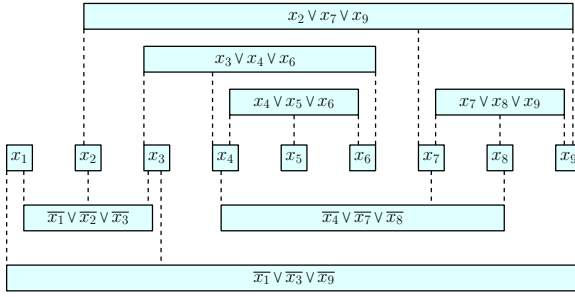 x₂ ∨ x₇ ∨ x₉
x₃ ∨ x₄ ∨ x₆
x₄ ∨ x₅ ∨ x₆ x₇ ∨ x₈ ∨ x₉
x₁ x₂ x₃ x₄ x₅ x₆ x₇ x₈ x₉
x̅₁ ∨ x̅₂ ∨ x̅₃ x̅₄ ∨ x̅₇ ∨ x̅₈
x̅₁ ∨ x̅₃ ∨ x̅₉